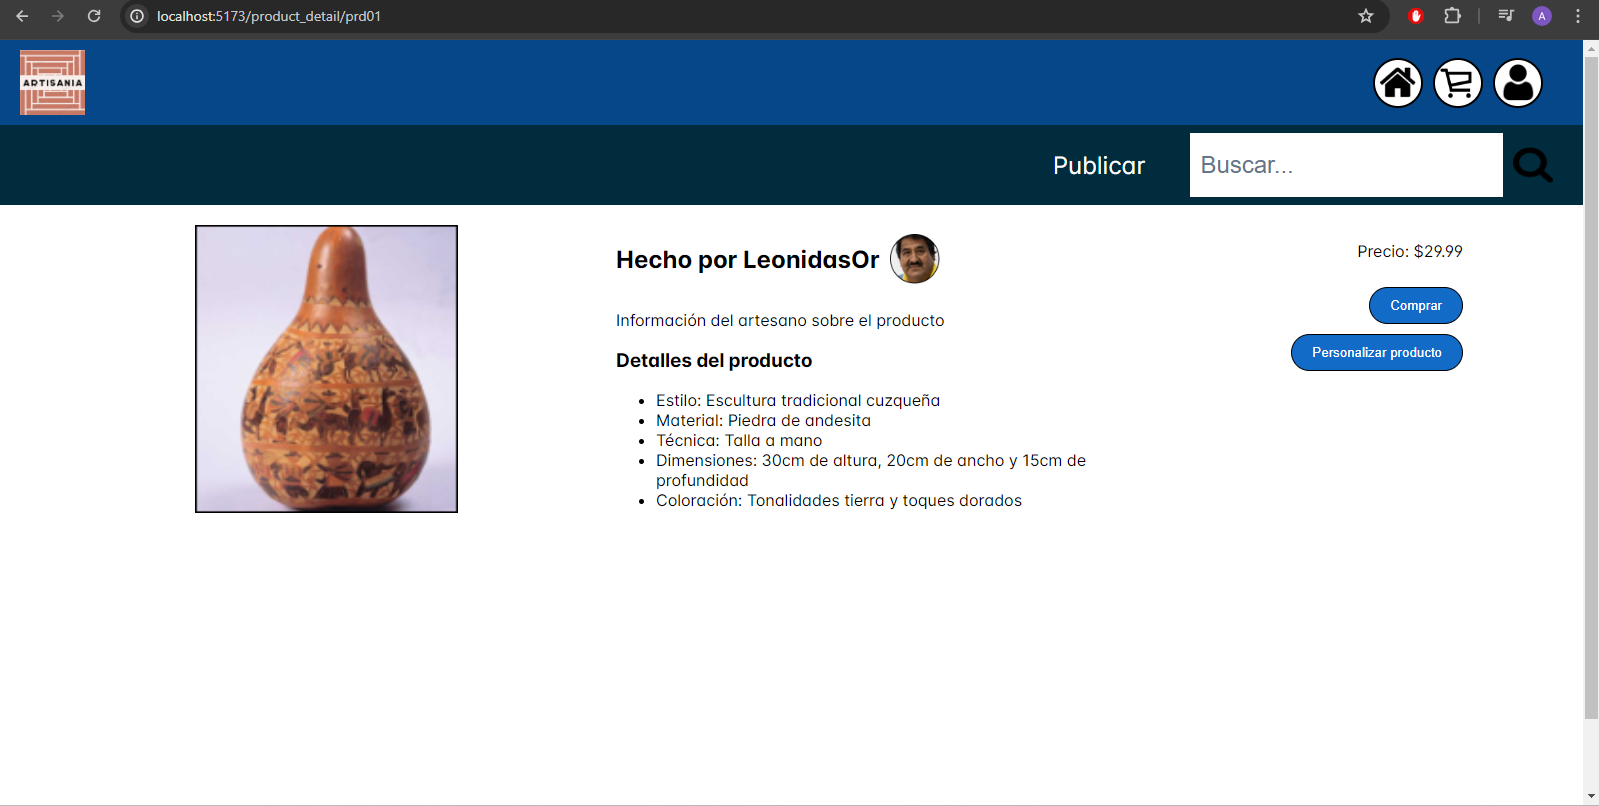 localhost:5173/product_detail/prd01
A
ARTISANIA
Publicar
Buscar...
Hecho por LeonidasOr
Información del artesano sobre el producto
Detalles del producto
Estilo: Escultura tradicional cuzqueña
Material: Piedra de andesita
Técnica: Talla a mano
Dimensiones: 30cm de altura, 20cm de ancho y 15cm de
profundidad
Coloración: Tonalidades tierra y toques dorados
Precio: $29.99
Comprar
Personalizar producto